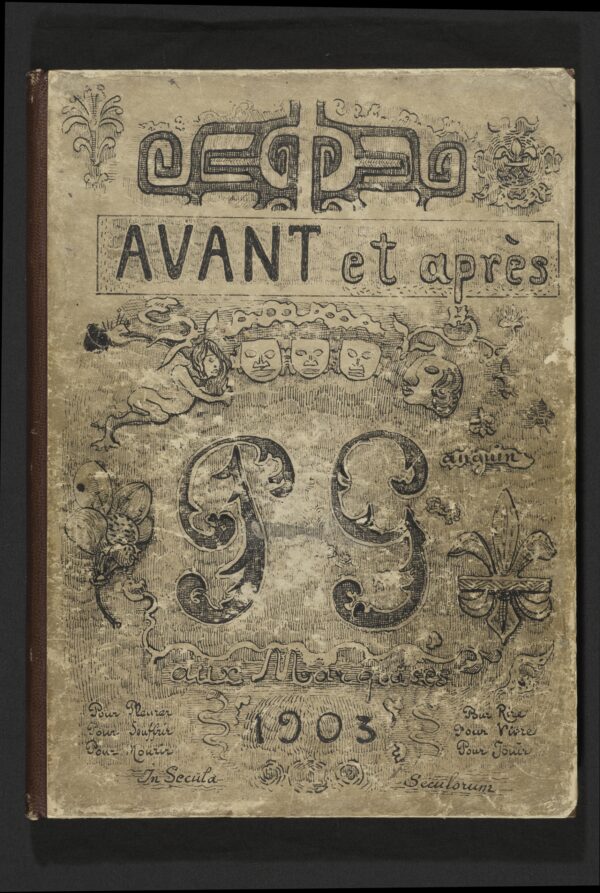 AVANT et après
PG
auguin
aux Marquises
Pour Pleurer
Pour Souffrir
Pour Mourir
1903
Pour Rire
Pour Vivre
Pour Jouir
In Secula
Seculorum